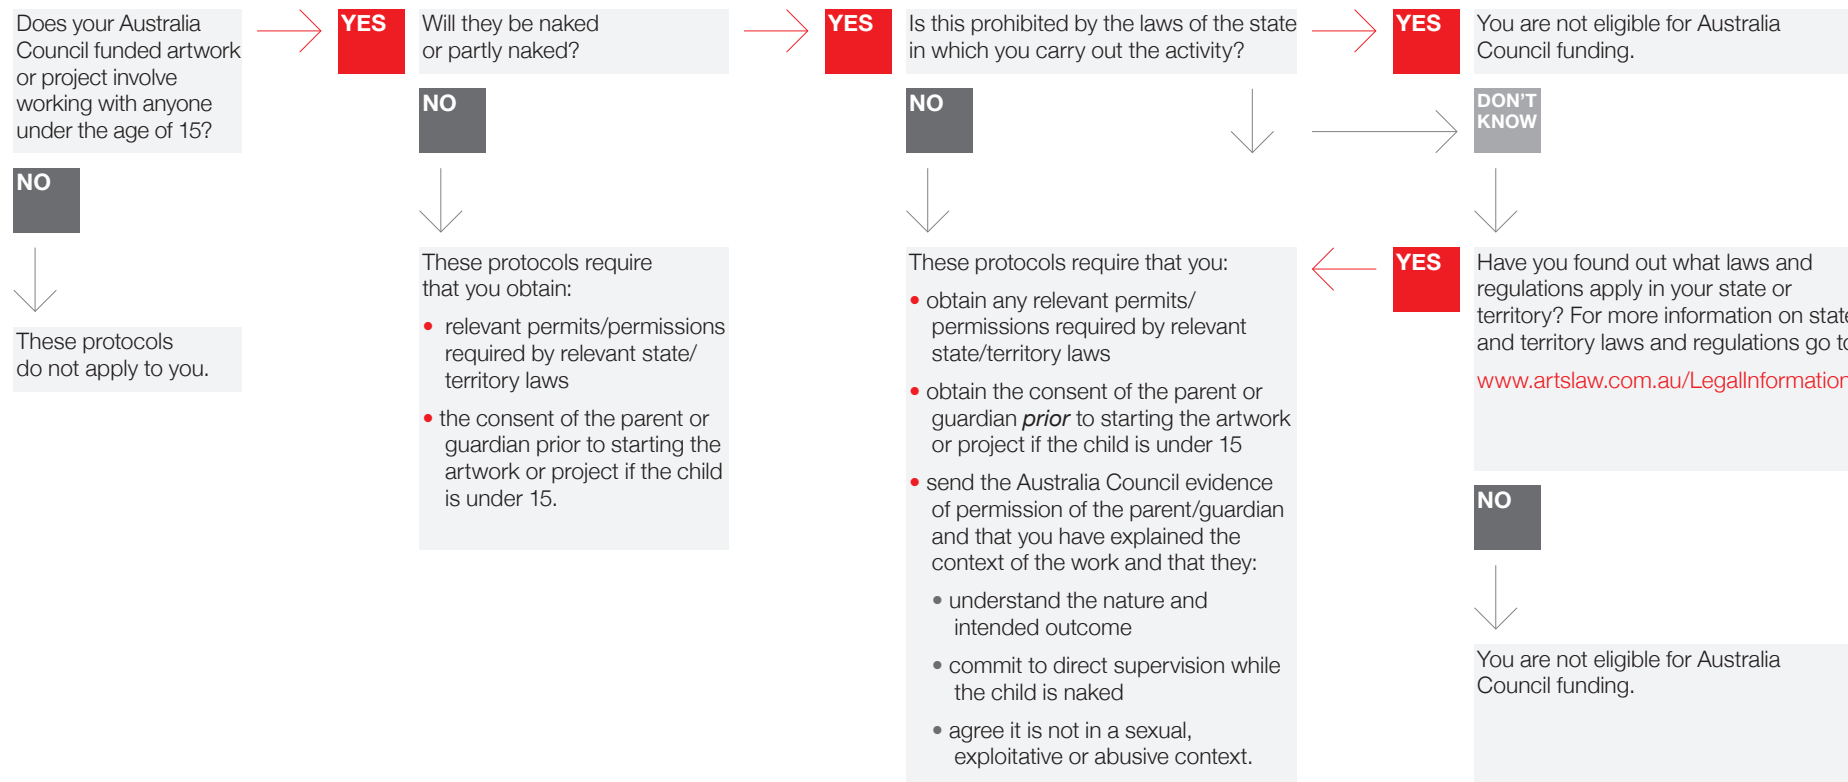 Does your Australia
Council funded artwork
or project involve
working with anyone
under the age of 15?
YES
Will they be naked
or partly naked?
YES
Is this prohibited by the laws of the state
in which you carry out the activity?
YES
You are not eligible for Australia
Council funding.
NO
NO
NO
DON'T
KNOW
These protocols
do not apply to you.
These protocols require
that you obtain:
• relevant permits/permissions
required by relevant state/
territory laws
• the consent of the parent or
guardian prior to starting the
artwork or project if the child
is under 15.
These protocols require that you:
• obtain any relevant permits/
permissions required by relevant
state/territory laws
• obtain the consent of the parent or
guardian prior to starting the artwork
or project if the child is under 15
• send the Australia Council evidence
of permission of the parent/guardian
and that you have explained the
context of the work and that they:
• understand the nature and
intended outcome
• commit to direct supervision while
the child is naked
• agree it is not in a sexual,
exploitative or abusive context.
YES
Have you found out what laws and
regulations apply in your state or
territory? For more information on state
and territory laws and regulations go to
www.artslaw.com.au/LegalInformation
NO
You are not eligible for Australia
Council funding.